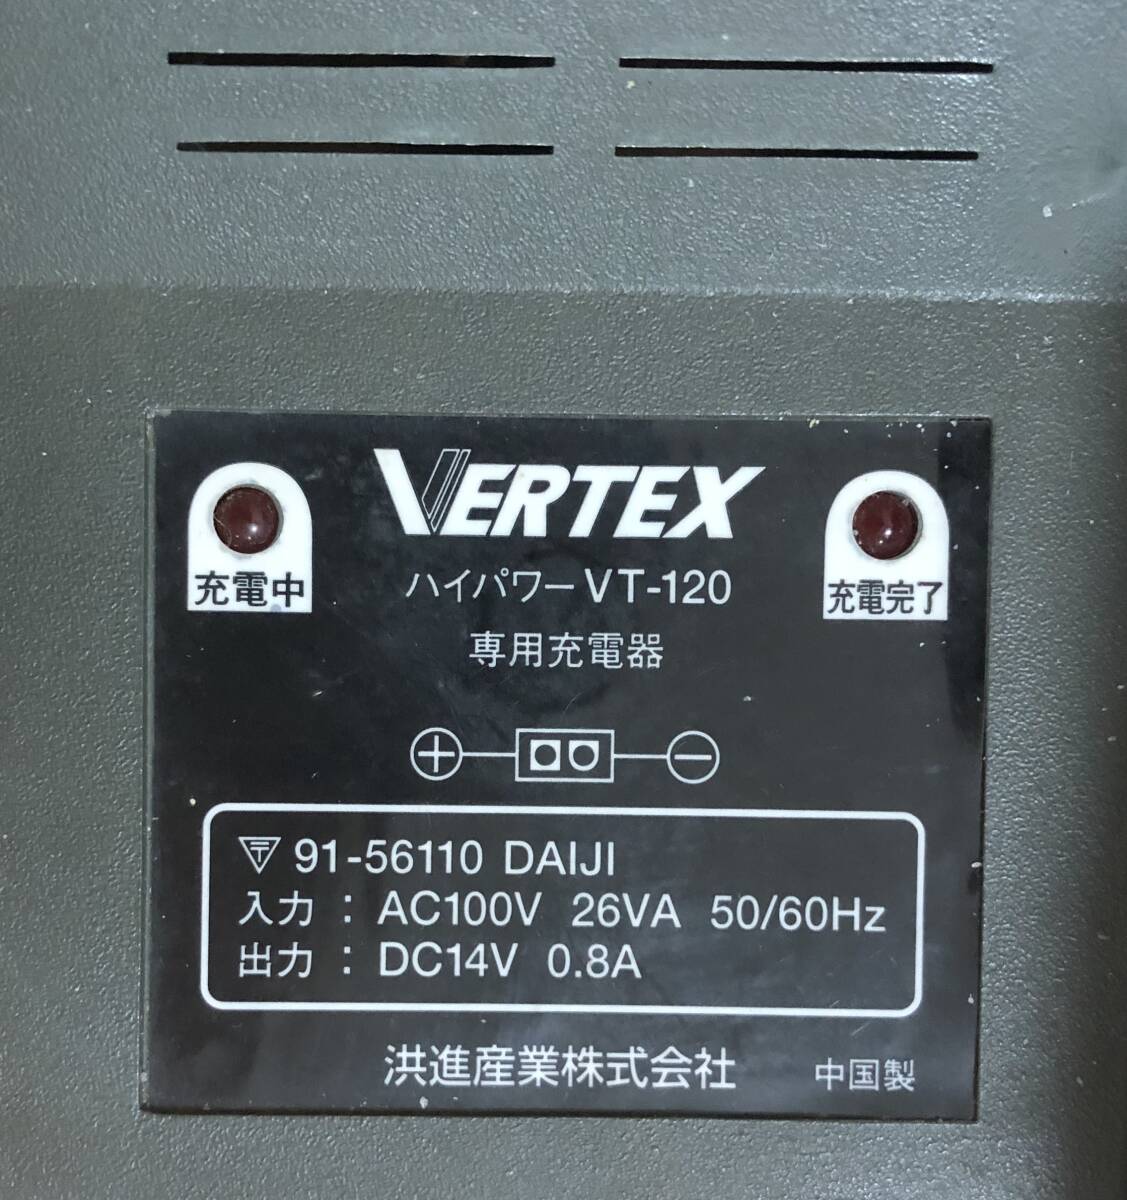 VERTEX
充電中
ハイパワーVT-120
充電完了
専用充電器
91-56110 DAIJI
入力：AC100V 26VA 50/60Hz
出力：DC14V 0.8A
洪進産業株式会社 中国製